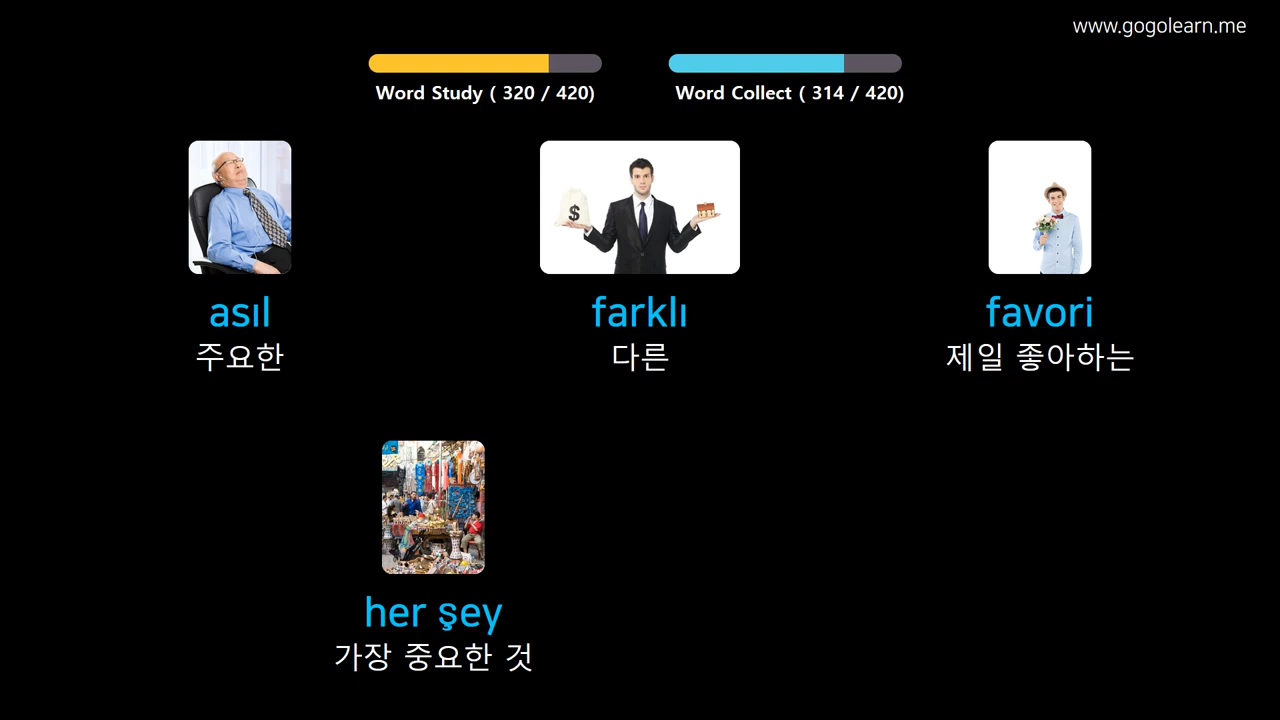 www.gogolearn.me
Word Study ( 320 / 420)
Word Collect ( 314 / 420)
$
asıl
주요한
farklı
다른
favori
제일 좋아하는
her şey
가장 중요한 것